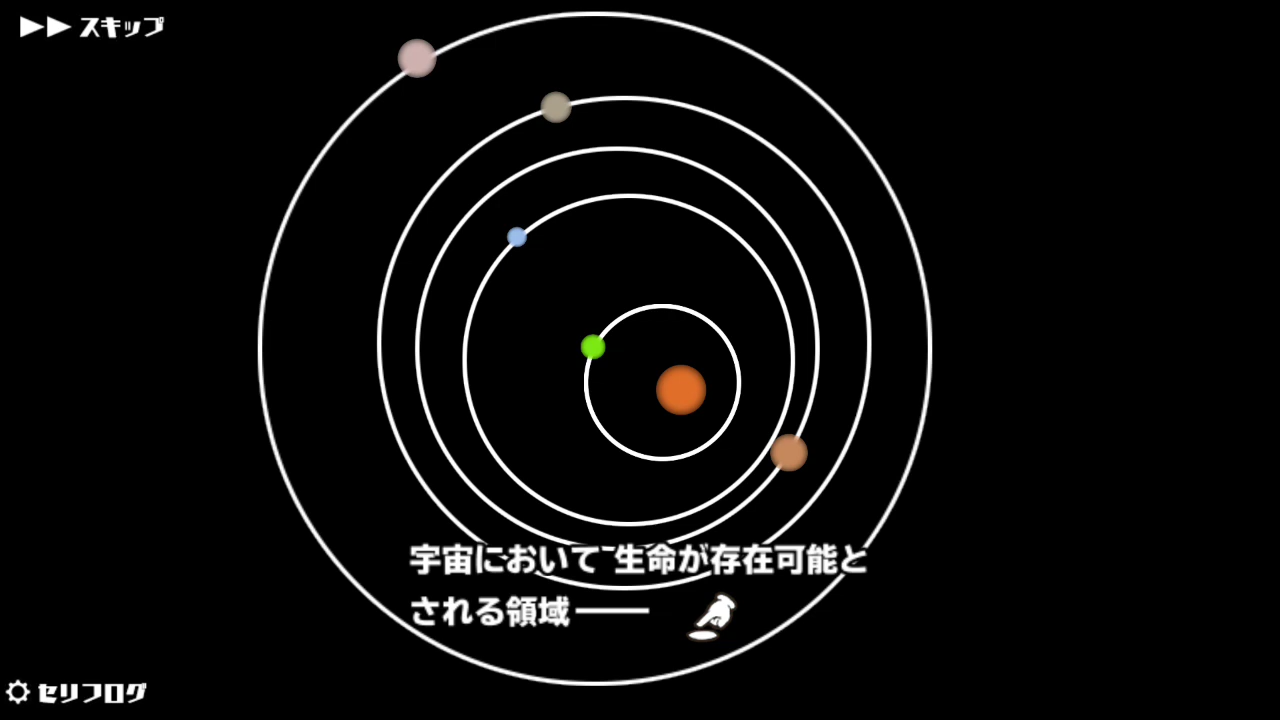 スキップ
宇宙において 生命が存在可能と
される領域――
セリフログ